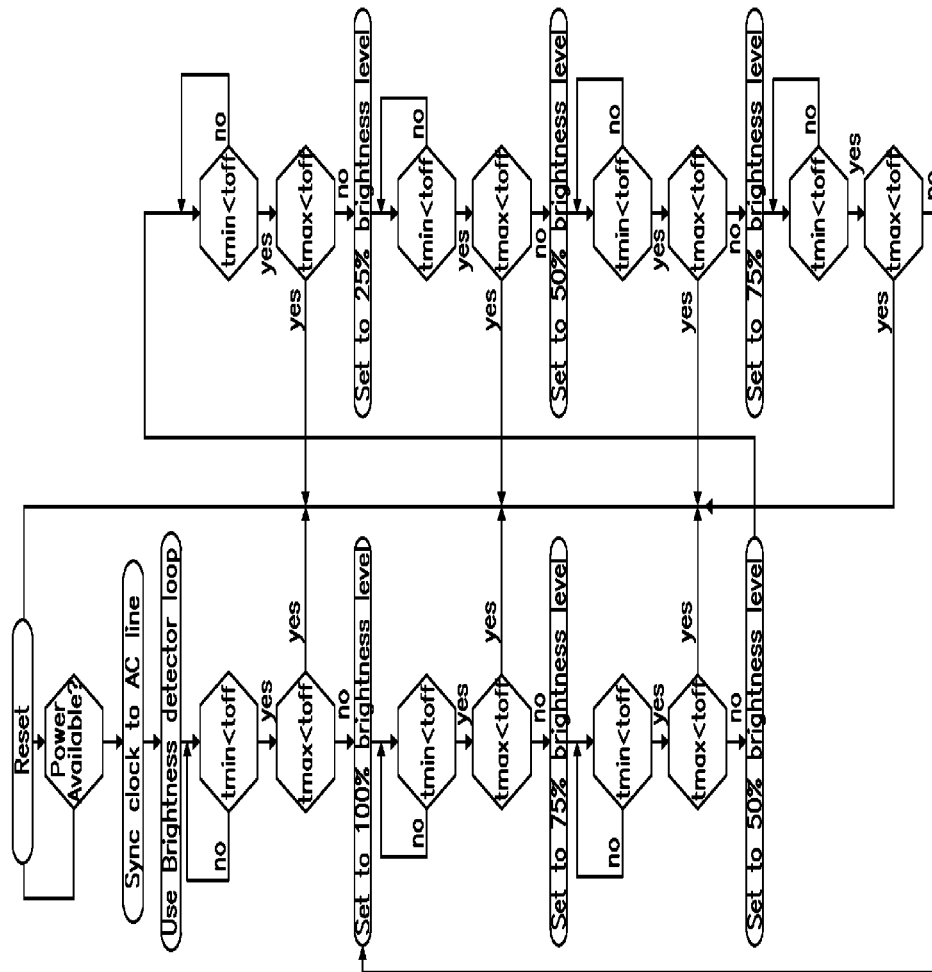 Reset
Power
Available?
Sync clock to AC line
Use Brightness detector loop
tmin<toff
no
yes
tmax<toff
yes
no
Set to 100% brightness level
tmin<toff
no
yes
tmax<toff
yes
no
Set to 75% brightness level
tmin<toff
no
yes
tmax<toff
yes
no
Set to 50% brightness level
tmin<toff
no
yes
tmax<toff
yes
no
Set to 25% brightness level
tmin<toff
no
yes
tmax<toff
yes
no
Set to 50% brightness level
tmin<toff
no
yes
tmax<toff
yes
no
Set to 75% brightness level
tmin<toff
no
yes
tmax<toff
yes
no